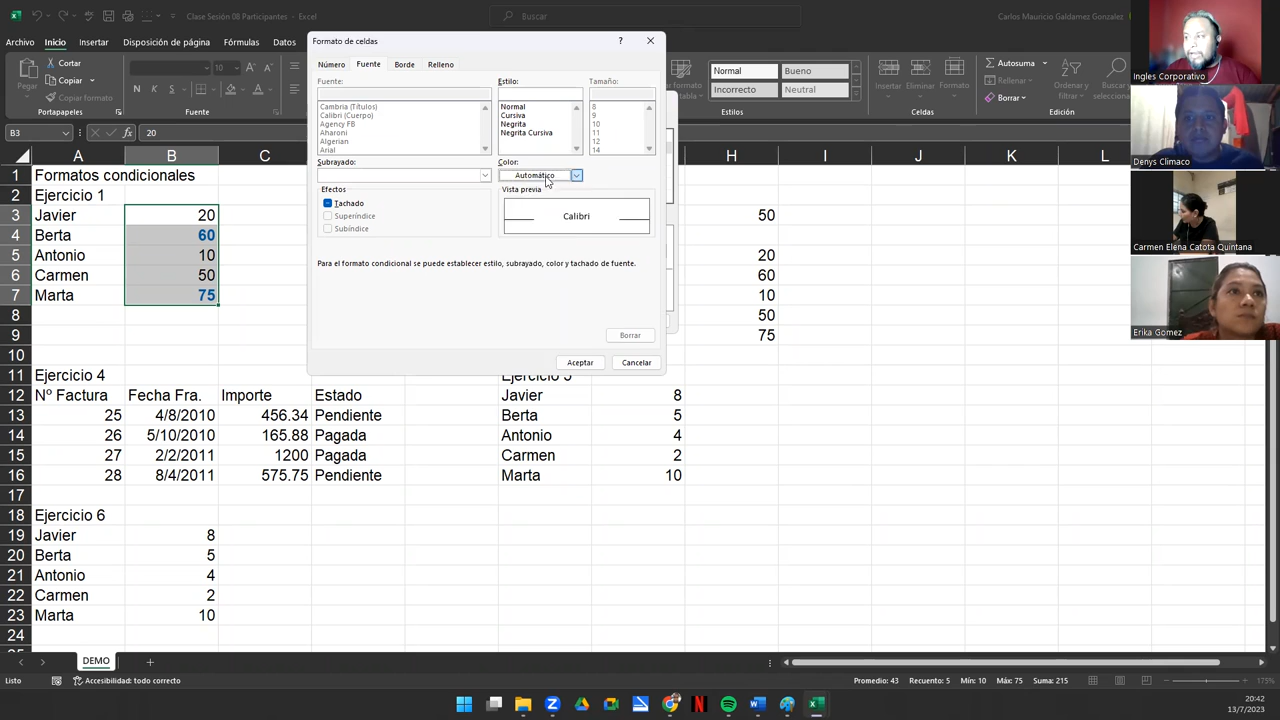 Clase Sesión 08 Participantes - Excel
Buscar
Carlos Mauricio Galdamez Gonzalez
Archivo Inicio Insertar Disposición de página Fórmulas Datos
Cortar
Copiar
Pegar
Portapapeles
10
N K S
Fuente
Normal Bueno
Incorrecto Neutral
Estilos
Insertar Eliminar Formato
Celdas
Autosuma
Rellenar
Borrar
Edición
Ordenar y
Formato de celdas
Número Fuente Borde Relleno
Fuente: Estilo: Tamaño:
Cambria (Títulos) Normal 8
Calibri (Cuerpo) Cursiva 9
Agency FB Negrita 10
Aharoni Negrita Cursiva 11
Algerian 12
Arial 14
Subrayado: Color:
Automático
Efectos Vista previa
Tachado
Superíndice
Subíndice
Calibri
Para el formato condicional se puede establecer estilo, subrayado, color y tachado de fuente.
Borrar
Aceptar Cancelar
B3 fx 20
A B C H I J K L
1 Formatos condicionales
2 Ejercicio 1
3 Javier 20 50
4 Berta 60
5 Antonio 10 20
6 Carmen 50 60
7 Marta 75 10
8 50
9 75
10
11 Ejercicio 4 Ejercicio 5
12 Nº Factura Fecha Fra. Importe Estado Javier 8
13 25 4/8/2010 456.34 Pendiente Berta 5
14 26 5/10/2010 165.88 Pagada Antonio 4
15 27 2/2/2011 1200 Pagada Carmen 2
16 28 8/4/2011 575.75 Pendiente Marta 10
17
18 Ejercicio 6
19 Javier 8
20 Berta 5
21 Antonio 4
22 Carmen 2
23 Marta 10
24
DEMO
Listo Accesibilidad: todo correcto Promedio: 43 Recuento: 5 Mín: 10 Máx: 75 Suma: 215 175%
20:42
13/7/2023
Ingles Corporativo
Denys Climaco
Carmen Elena Catota Quintana
Erika Gomez